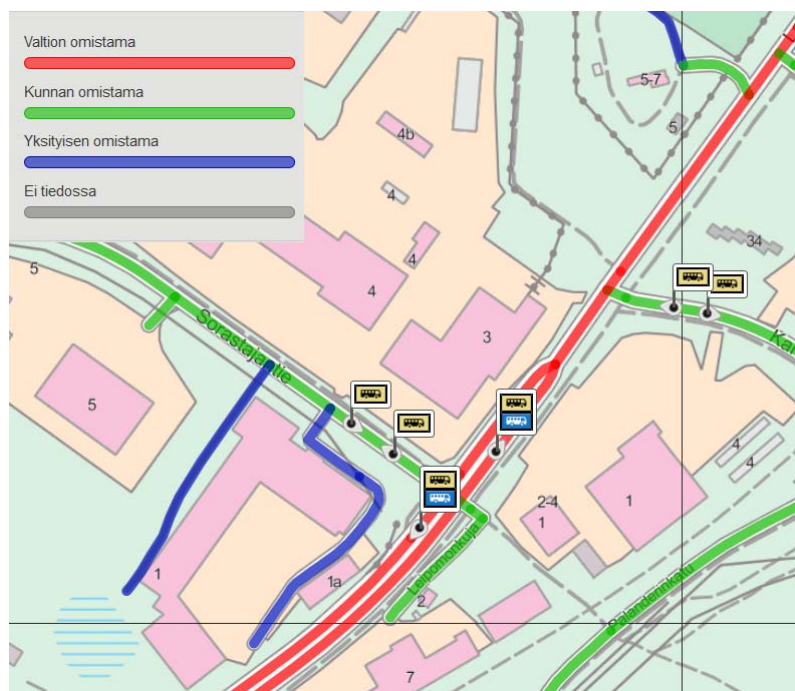 Valtion omistama
Kunnan omistama
Yksityisen omistama
Ei tiedossa
5-7
5
4b
4
34
4
5
4
3
Sorastajantie
5
4
4
2-4
1
1
1
1a
Leipomonkuja
2
Palanderinkatu
7